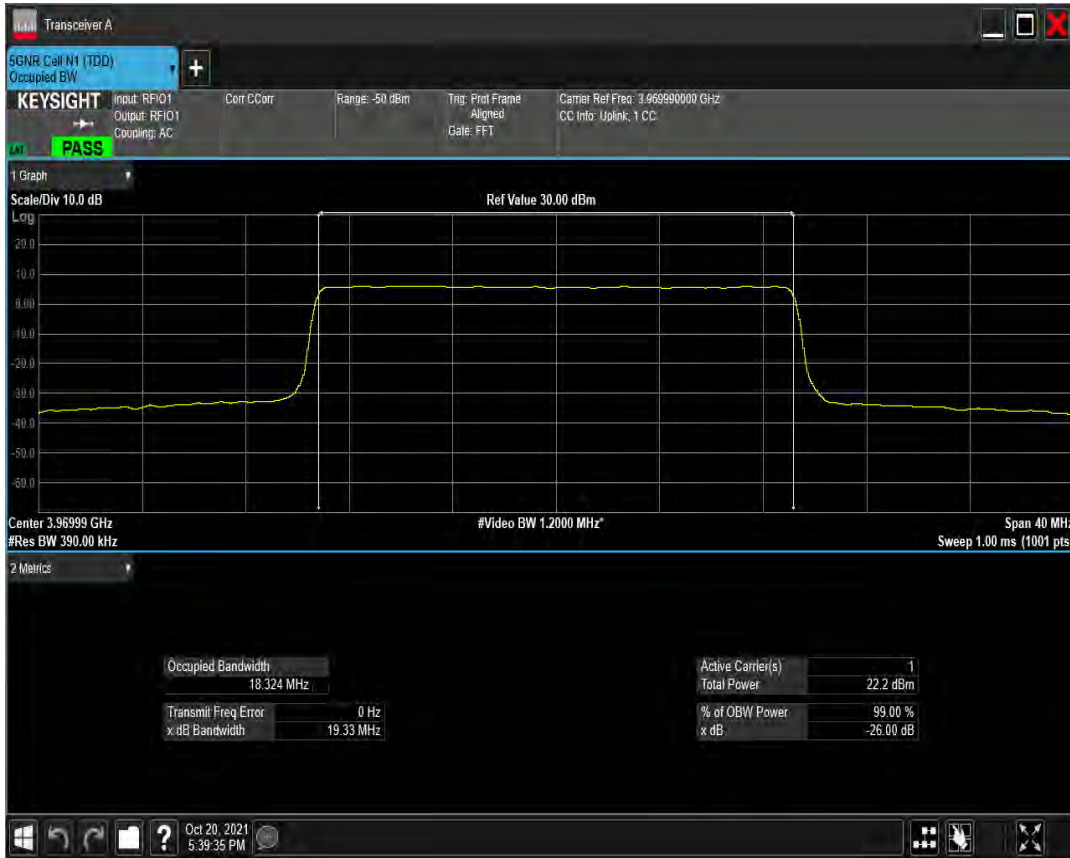 Transceiver A
5GNR Cell N1 (TDD)
Occupied BW
+
KEYSIGHT
Input: RFIO1
Output: RFIO1
Coupling: AC
Corr CCorr
Range: -50 dBm
Trig: Prot Frame
Aligned
Gate: FFT
Carrier Ref Freq: 3.969990000 GHz
CC Info: Uplink, 1 CC
PASS
1 Graph
Scale/Div 10.0 dB
Ref Value 30.00 dBm
Log
20.0
10.0
0.00
-10.0
-20.0
-30.0
-40.0
-50.0
-60.0
Center 3.96999 GHz
#Video BW 1.2000 MHz*
Span 40 MHz
#Res BW 390.00 kHz
Sweep 1.00 ms (1001 pts
2 Metrics
Occupied Bandwidth
18.324 MHz
Transmit Freq Error 0 Hz
x dB Bandwidth 19.33 MHz
Active Carrier(s) 1
Total Power 22.2 dBm
% of OBW Power 99.00 %
x dB -26.00 dB
?
Oct 20, 2021
5:39:35 PM